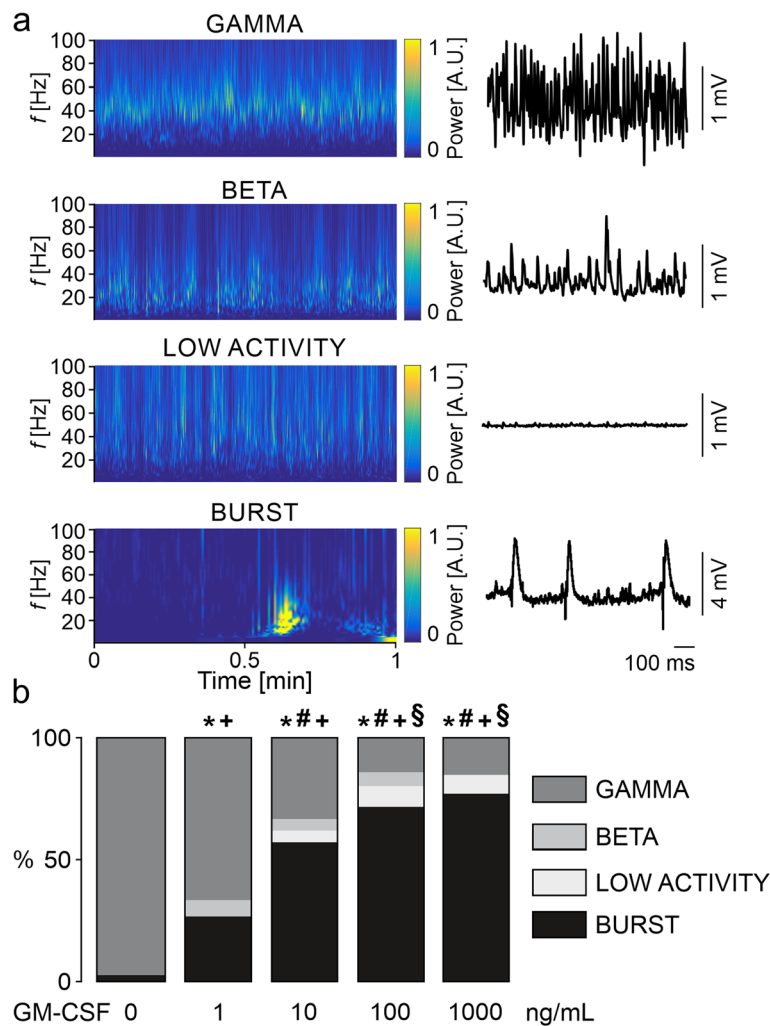 a
GAMMA
100
80
60
40
20
f [Hz]
1
0
Power [A.U.]
1 mV
BETA
100
80
60
40
20
f [Hz]
1
0
Power [A.U.]
1 mV
LOW ACTIVITY
100
80
60
40
20
f [Hz]
1
0
Power [A.U.]
1 mV
BURST
100
80
60
40
20
f [Hz]
1
0
Power [A.U.]
4 mV
0 0.5 1
Time [min]
100 ms
b
*+ *#+ *#+§ *#+§
100
50
0
%
GAMMA
BETA
LOW ACTIVITY
BURST
GM-CSF 0 1 10 100 1000 ng/mL